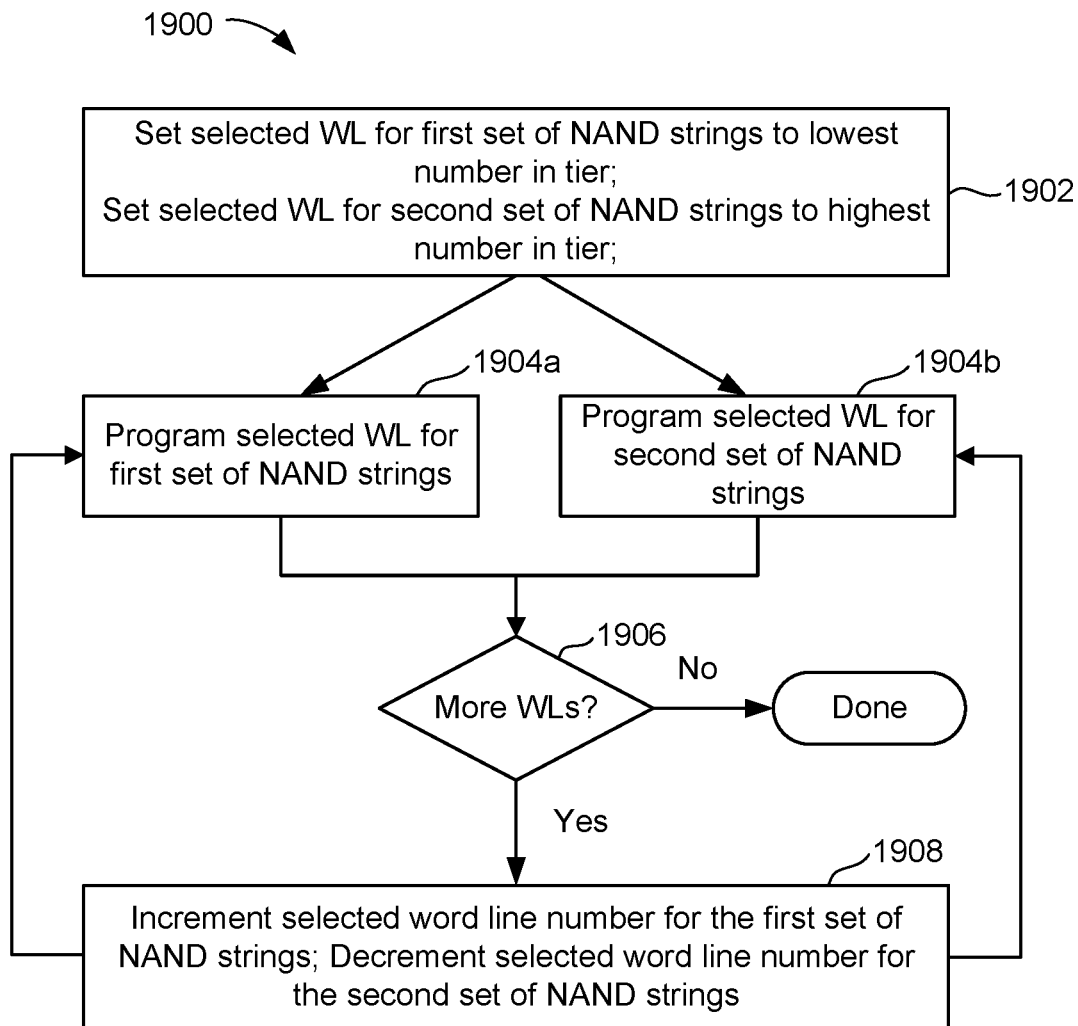 1900
Set selected WL for first set of NAND strings to lowest
number in tier;
Set selected WL for second set of NAND strings to highest
number in tier;
1902
1904a
1904b
Program selected WL for
first set of NAND strings
Program selected WL for
second set of NAND
strings
1906
More WLs?
No
Done
Yes
1908
Increment selected word line number for the first set of
NAND strings; Decrement selected word line number for
the second set of NAND strings